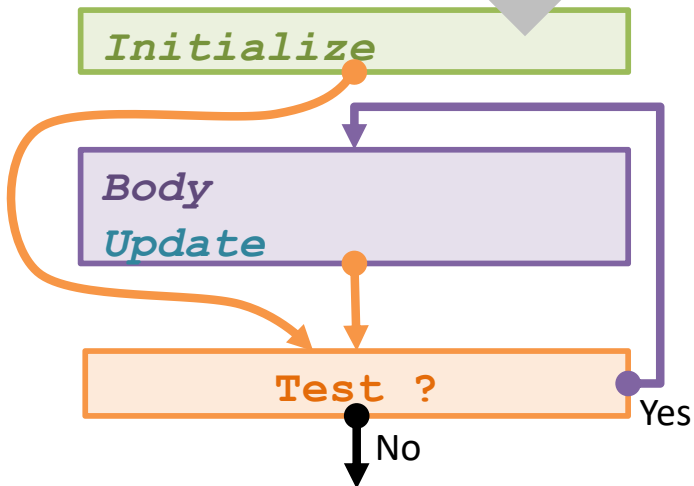 Initialize
Body
Update
Test ?
Yes
No